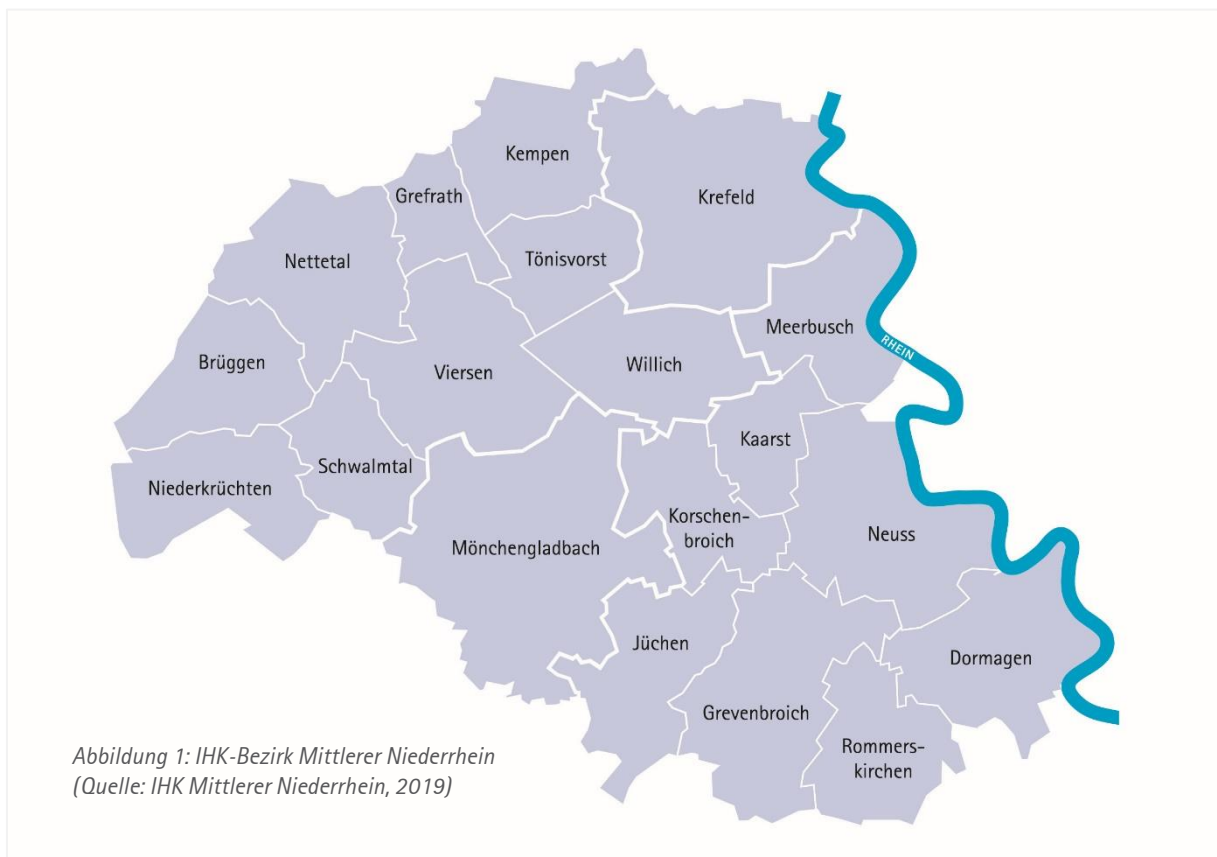 Kempen
Krefeld
Grefrath
Tönisvorst
Nettetal
Meerbusch
RHEIN
Brüggen
Viersen
Willich
Kaarst
Schwalmtal
Niederkrüchten
Korschen-
broich
Mönchengladbach
Neuss
Jüchen
Dormagen
Grevenbroich
Rommers-
kirchen
Abbildung 1: IHK-Bezirk Mittlerer Niederrhein
(Quelle: IHK Mittlerer Niederrhein, 2019)